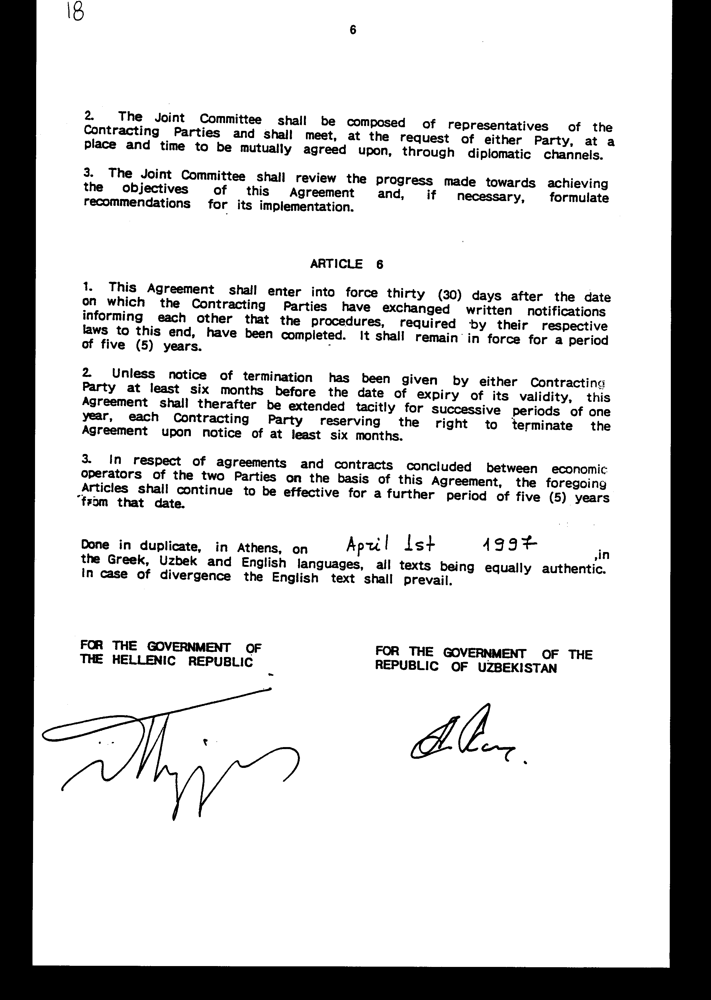 18
6
2. The Joint Committee shall be composed of representatives of the
Contracting Parties and shall meet, at the request of either Party, at a
place and time to be mutually agreed upon, through diplomatic channels.
3. The Joint Committee shall review the progress made towards achieving
the objectives of this Agreement and, if necessary, formulate
recommendations for its implementation.
ARTICLE 6
1. This Agreement shall enter into force thirty (30) days after the date
on which the Contracting Parties have exchanged written notifications
informing each other that the procedures, required by their respective
laws to this end, have been completed. It shall remain in force for a period
of five (5) years.
2. Unless notice of termination has been given by either Contracting
Party at least six months before the date of expiry of its validity, this
Agreement shall therafter be extended tacitly for successive periods of one
year, each Contracting Party reserving the right to terminate the
Agreement upon notice of at least six months.
3. In respect of agreements and contracts concluded between economic
operators of the two Parties on the basis of this Agreement, the foregoing
Articles shall continue to be effective for a further period of five (5) years
from that date.
Done in duplicate, in Athens, on April 1st 1997 ,in
the Greek, Uzbek and English languages, all texts being equally authentic.
In case of divergence the English text shall prevail.
FOR THE GOVERNMENT OF
THE HELLENIC REPUBLIC
FOR THE GOVERNMENT OF THE
REPUBLIC OF UZBEKISTAN